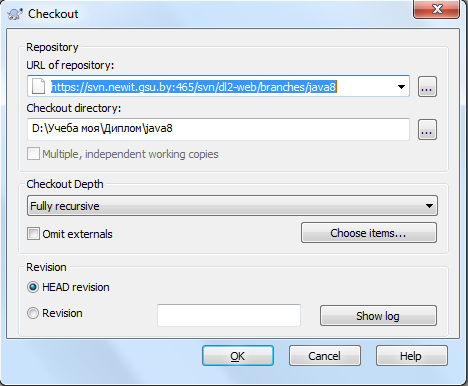 Checkout
Repository
URL of repository:
https://svn.newit.gsu.by:465/svn/dl2-web/branches/java8
...
Checkout directory:
D:\Учеба моя\Диплом\java8
...
Multiple, independent working copies
Checkout Depth
Fully recursive
Omit externals
Choose items...
Revision
HEAD revision
Revision
Show log
OK
Cancel
Help